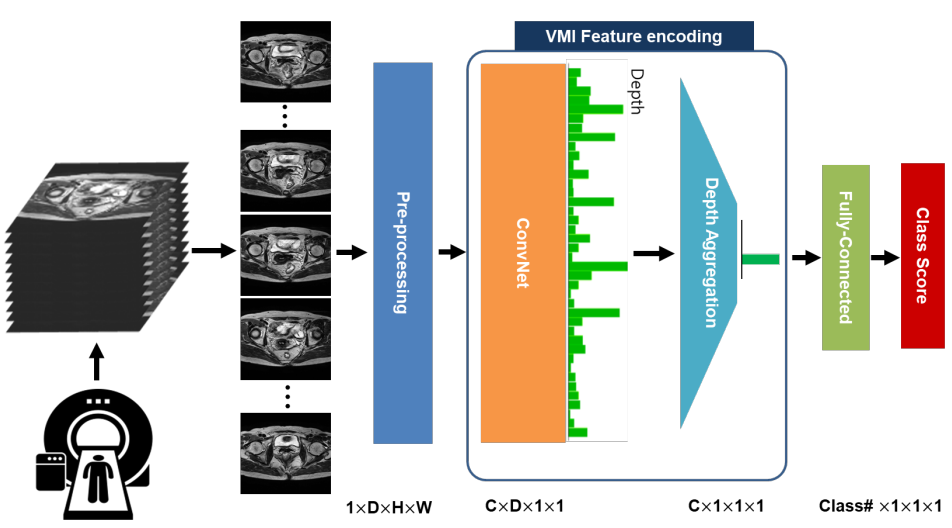 VMI Feature encoding
Pre-processing
ConvNet
Depth
Depth Aggregation
Fully-Connected
Class Score
1×D×H×W
C×D×1×1
C×1×1×1
Class# ×1×1×1